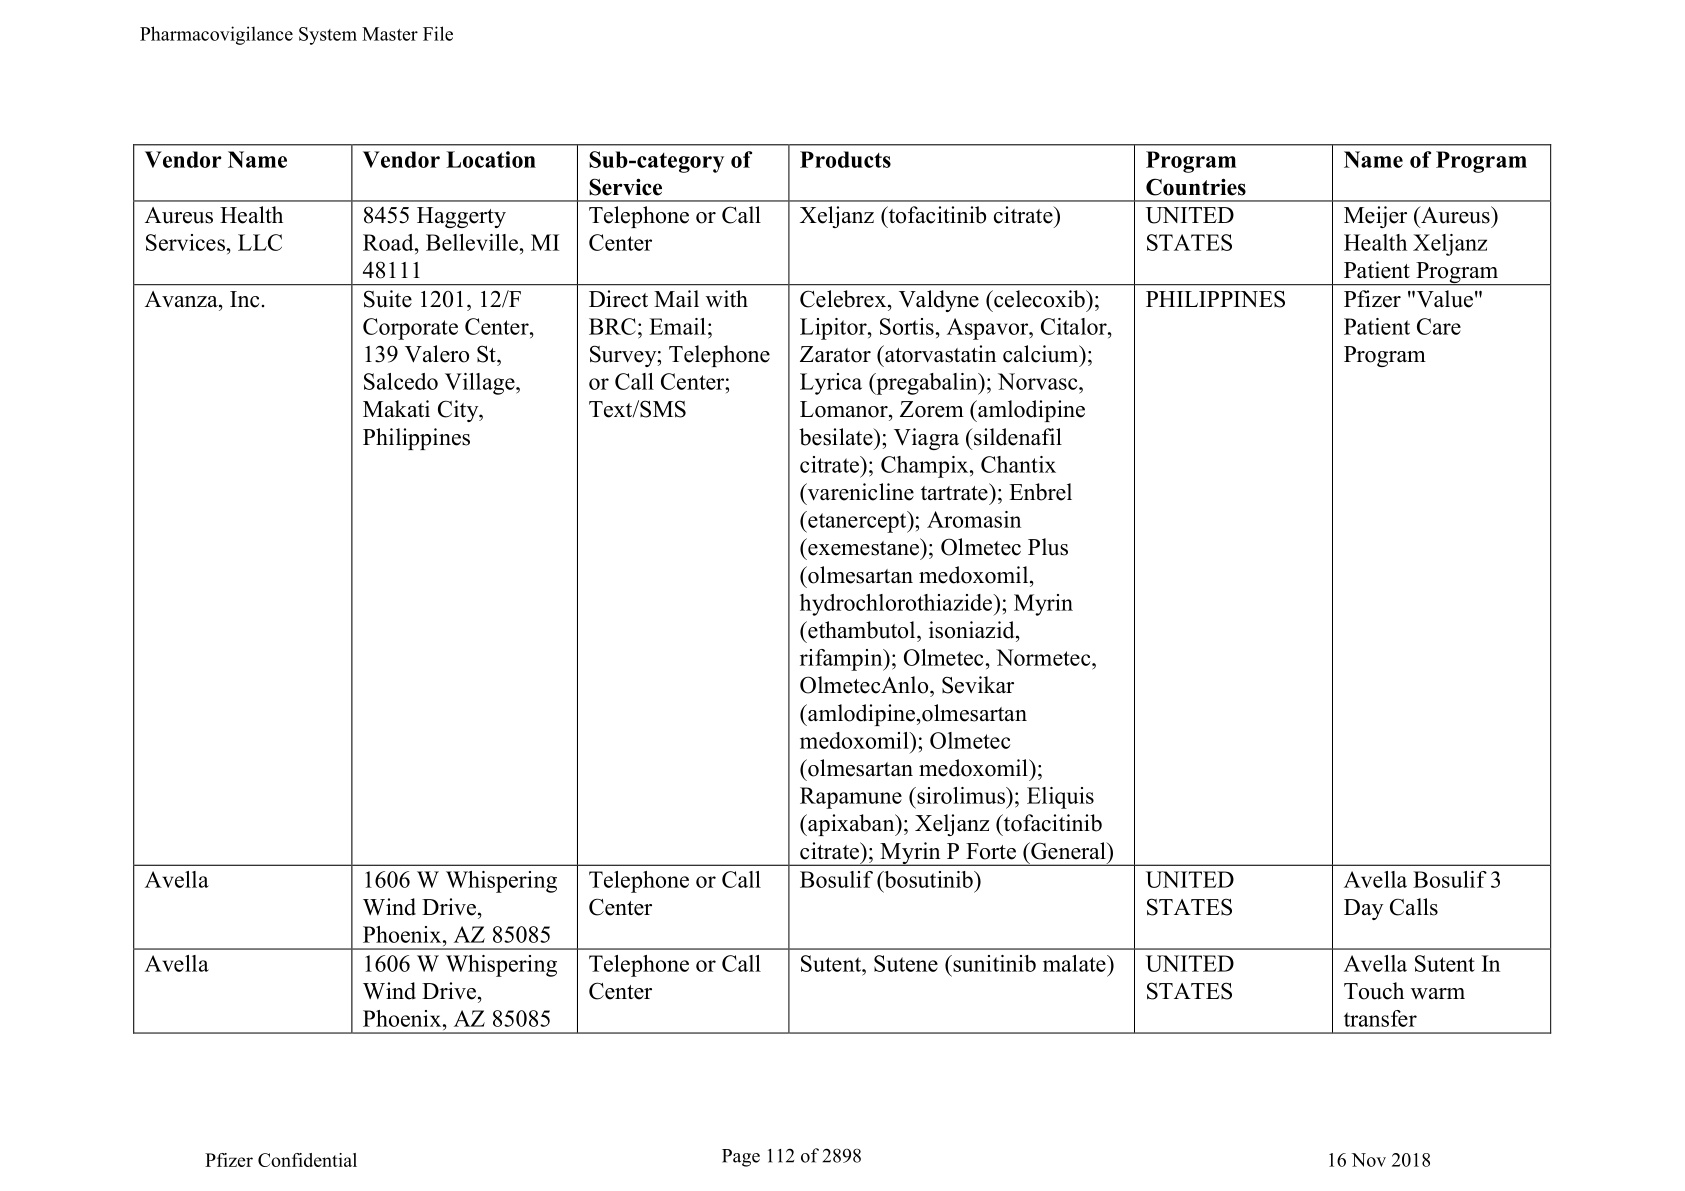 Pharmacovigilance System Master File
Vendor Name
Vendor Location
Sub-category of
Service
Products
Program
Countries
Name of Program
Aureus Health
Services, LLC
8455 Haggerty
Road, Belleville, MI
48111
Telephone or Call
Center
Xeljanz (tofacitinib citrate)
UNITED
STATES
Meijer (Aureus)
Health Xeljanz
Patient Program
Avanza, Inc.
Suite 1201, 12/F
Corporate Center,
139 Valero St,
Salcedo Village,
Makati City,
Philippines
Direct Mail with
BRC; Email;
Survey; Telephone
or Call Center;
Text/SMS
Celebrex, Valdyne (celecoxib);
Lipitor, Sortis, Aspavor, Citalor,
Zarator (atorvastatin calcium);
Lyrica (pregabalin); Norvasc,
Lomanor, Zorem (amlodipine
besilate); Viagra (sildenafil
citrate); Champix, Chantix
(varenicline tartrate); Enbrel
(etanercept); Aromasin
(exemestane); Olmetec Plus
(olmesartan medoxomil,
hydrochlorothiazide); Myrin
(ethambutol, isoniazid,
rifampin); Olmetec, Normetec,
OlmetecAnlo, Sevikar
(amlodipine,olmesartan
medoxomil); Olmetec
(olmesartan medoxomil);
Rapamune (sirolimus); Eliquis
(apixaban); Xeljanz (tofacitinib
citrate); Myrin P Forte (General)
PHILIPPINES
Pfizer "Value"
Patient Care
Program
Avella
1606 W Whispering
Wind Drive,
Phoenix, AZ 85085
Telephone or Call
Center
Bosulif (bosutinib)
UNITED
STATES
Avella Bosulif 3
Day Calls
Avella
1606 W Whispering
Wind Drive,
Phoenix, AZ 85085
Telephone or Call
Center
Sutent, Sutene (sunitinib malate)
UNITED
STATES
Avella Sutent In
Touch warm
transfer
Pfizer Confidential
Page 112 of 2898
16 Nov 2018